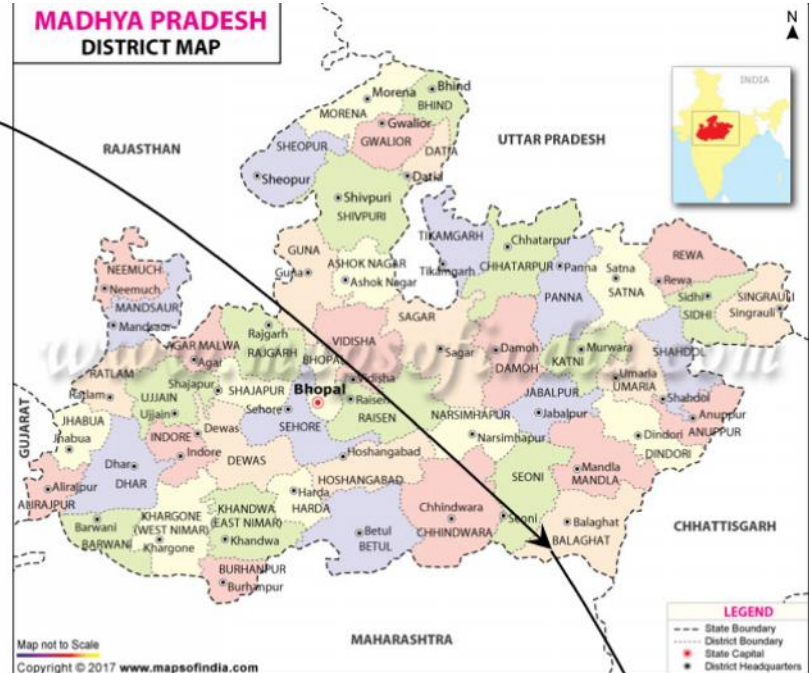 MADHYA PRADESH
DISTRICT MAP
N
INDIA
RAJASTHAN
UTTAR PRADESH
GUJARAT
MAHARASHTRA
CHHATTISGARH
www.mapsofindia.com
Morena
MORENA
Bhind
BHIND
Gwalior
GWALIOR
SHEOPUR
Sheopur
DATIA
Datia
Shivpuri
SHIVPURI
TIKAMGARH
Tikamgarh
Chhatarpur
CHHATARPUR
Panna
PANNA
Satna
SATNA
REWA
Rewa
Sidhi
SIDHI
SINGRAULI
Singrauli
GUNA
Guna
ASHOK NAGAR
Ashok Nagar
NEEMUCH
Neemuch
MANDSAUR
Mandsaur
AGAR MALWA
Agar
Rajgarh
RAJGARH
BHOPAL
VIDISHA
Vidisha
SAGAR
Sagar
Damoh
DAMOH
Murwara
KATNI
Umaria
UMARIA
SHAHDOL
Shahdol
Anuppur
ANUPPUR
RATLAM
Ratlam
UJJAIN
Ujjain
Shajapur
SHAJAPUR
Bhopal
Raisen
RAISEN
Sehore
SEHORE
NARSIMHAPUR
Narsimhapur
JABALPUR
Jabalpur
Dindori
DINDORI
JHABUA
Jhabua
INDORE
Indore
Dewas
DEWAS
Dhar
DHAR
Hoshangabad
HOSHANGABAD
SEONI
Seoni
Mandla
MANDLA
Alirajpur
Harda
HARDA
Chhindwara
CHHINDWARA
Balaghat
BALAGHAT
Barwani
BARWANI
KHARGONE
(WEST NIMAR)
Khargone
KHANDWA
(EAST NIMAR)
Khandwa
Betul
BETUL
BURHANPUR
Burhanpur
LEGEND
State Boundary
District Boundary
State Capital
District Headquarters
Map not to Scale
Copyright © 2017 www.mapsofindia.com